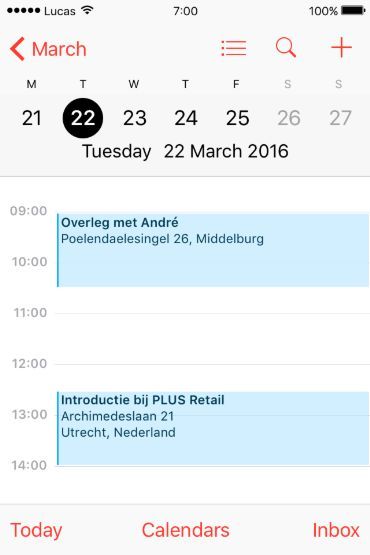 Lucas 7:00 100%
March
M T W T F S S
21 22 23 24 25 26 27
Tuesday 22 March 2016
09:00
Overleg met André
Poelendaelesingel 26, Middelburg
10:00
11:00
12:00
Introductie bij PLUS Retail
13:00
Archimedeslaan 21
Utrecht, Nederland
14:00
Today Calendars Inbox